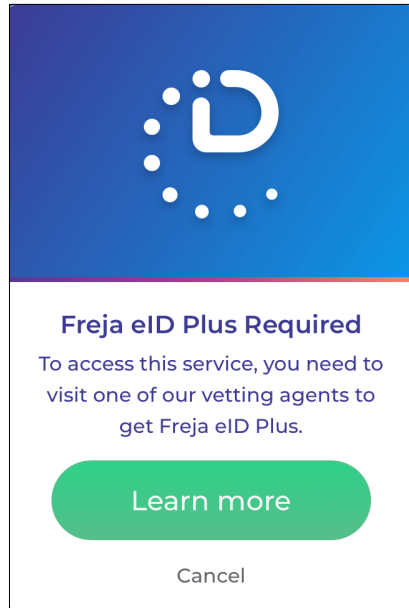 iD
Freja eID Plus Required
To access this service, you need to
visit one of our vetting agents to
get Freja eID Plus.
Learn more
Cancel